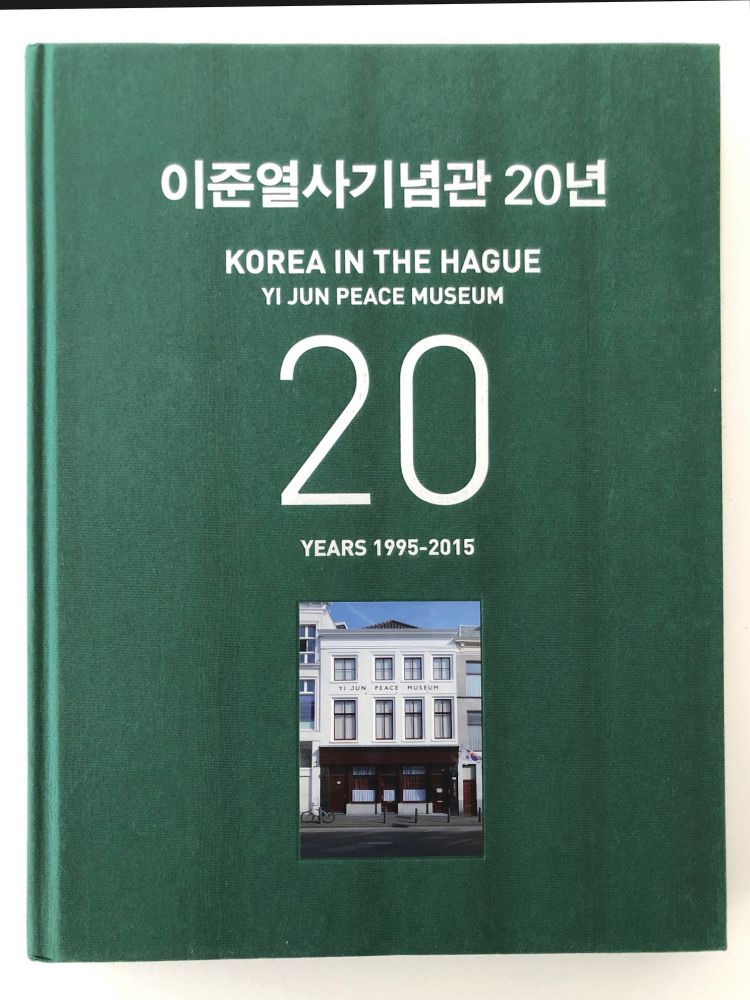 이준열사기념관 20년
KOREA IN THE HAGUE
YI JUN PEACE MUSEUM
20
YEARS 1995-2015
YI JUN PEACE MUSEUM